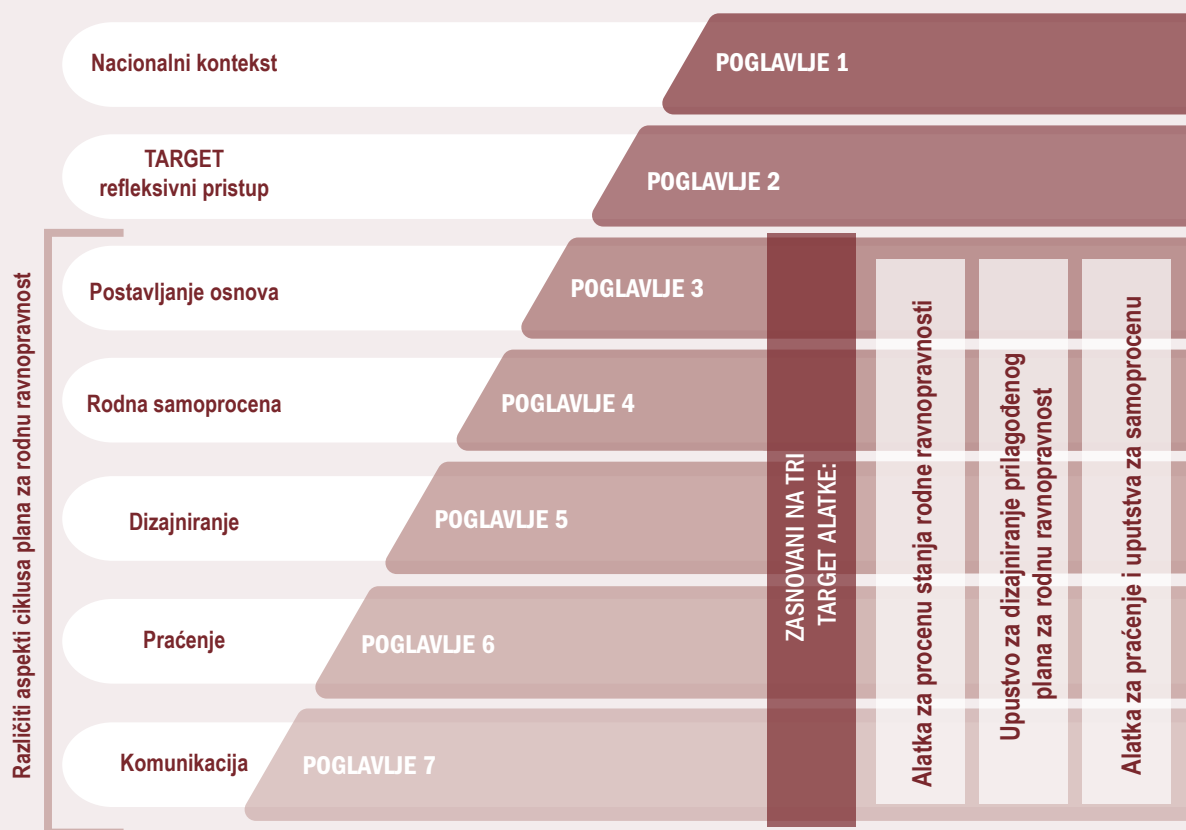 Nacionalni kontekst
POGLAVLJE 1
TARGET
refleksivni pristup
POGLAVLJE 2
Različiti aspekti ciklusa plana za rodnu ravnopravnost
Postavljanje osnova
POGLAVLJE 3
Rodna samoprocena
POGLAVLJE 4
Dizajniranje
POGLAVLJE 5
Praćenje
POGLAVLJE 6
Komunikacija
POGLAVLJE 7
ZASNOVANI NA TRI
TARGET ALATKE:
Alatka za procenu stanja rodne ravnopravnosti
Upustvo za dizajniranje prilagođenog
plana za rodnu ravnopravnost
Alatka za praćenje i uputstva za samoprocenu